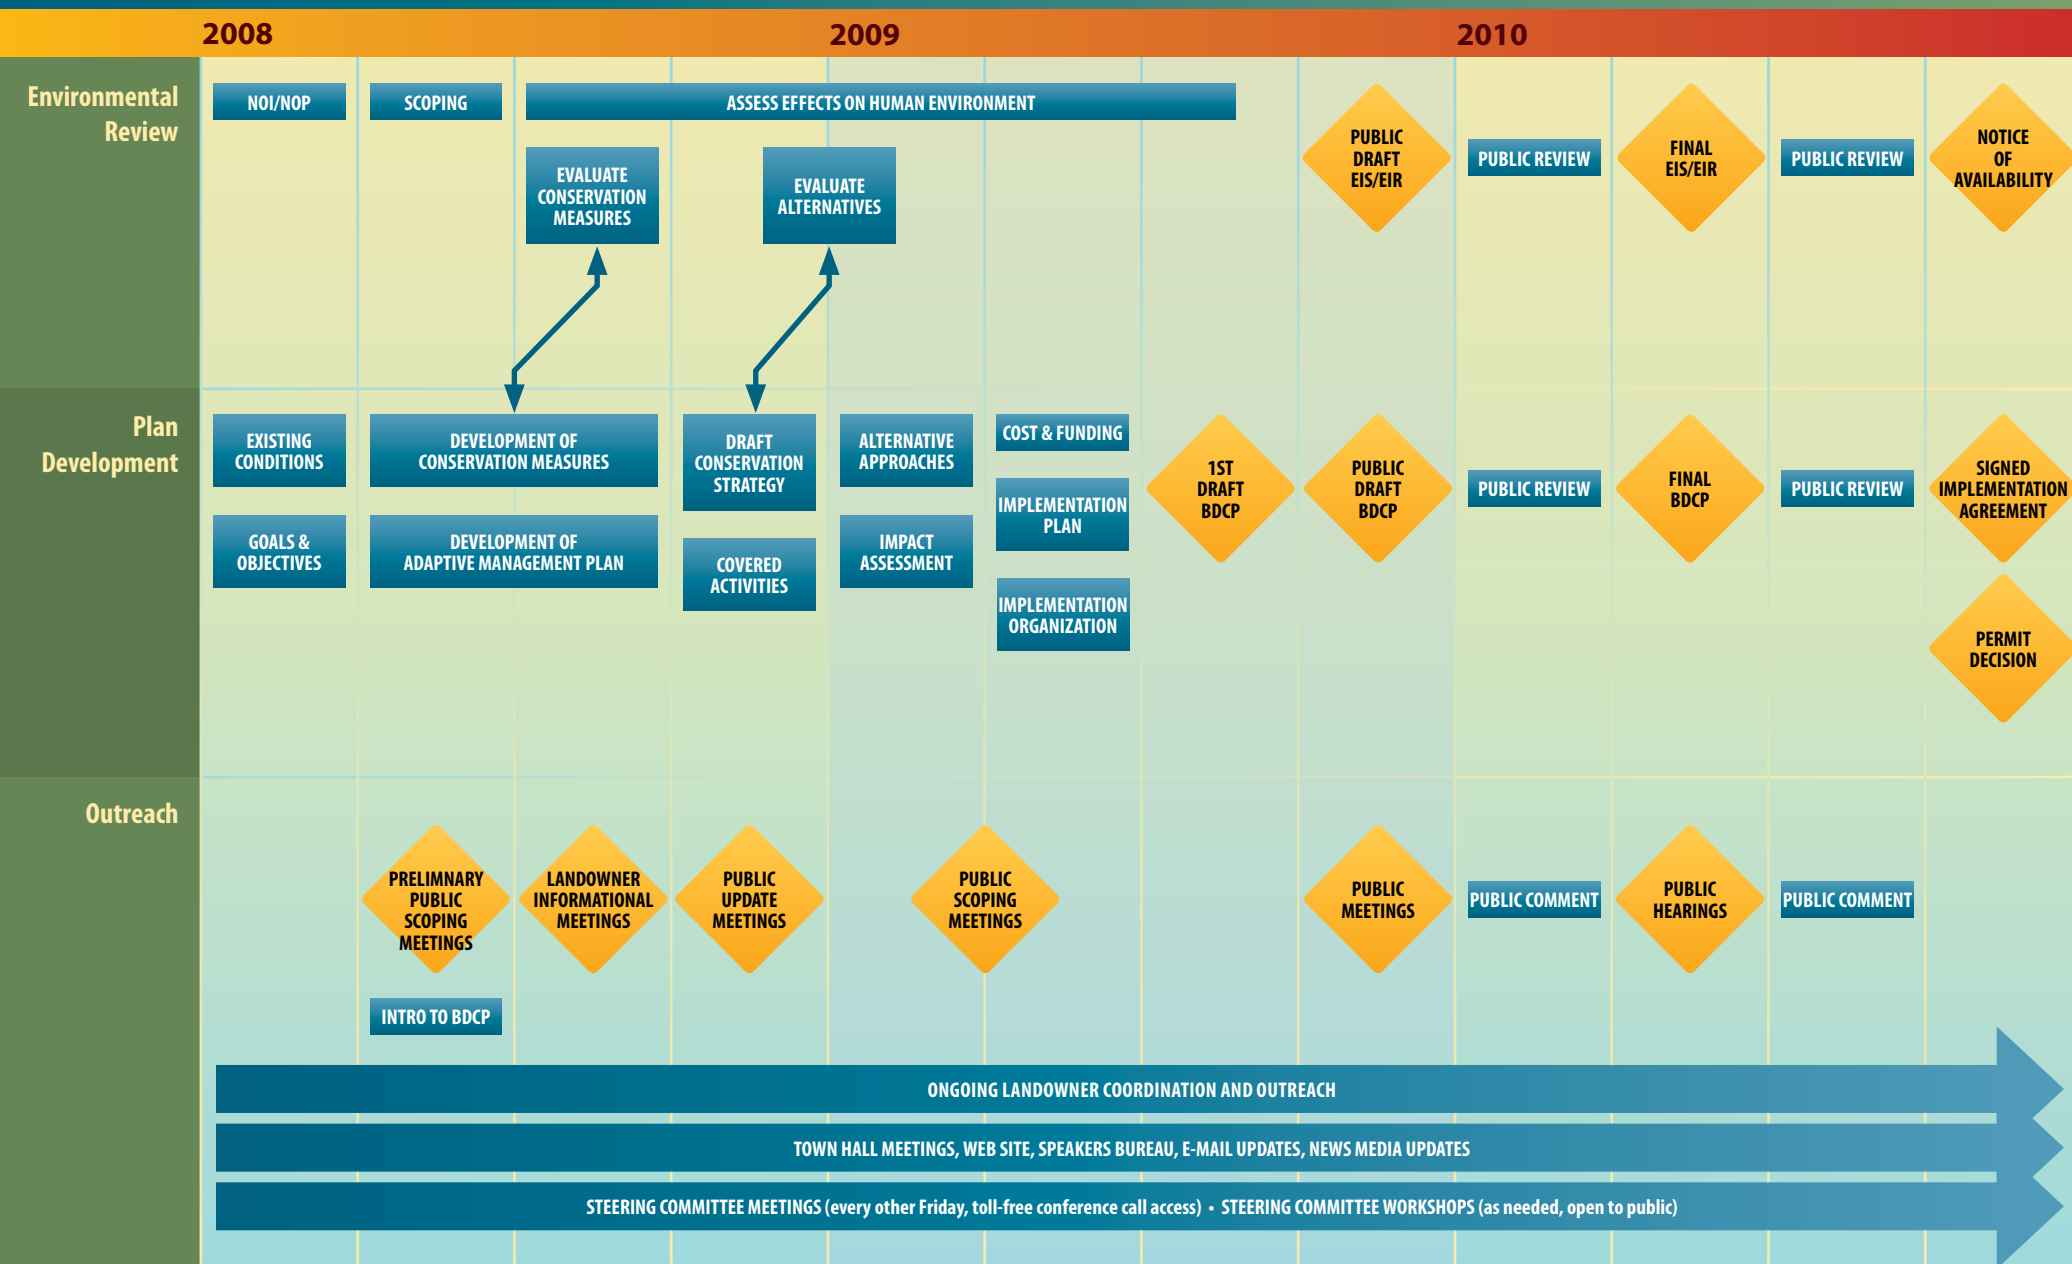 2008
2009
2010
Environmental
Review
NOI/NOP
SCOPING
ASSESS EFFECTS ON HUMAN ENVIRONMENT
EVALUATE
CONSERVATION
MEASURES
EVALUATE
ALTERNATIVES
PUBLIC
DRAFT
EIS/EIR
PUBLIC REVIEW
FINAL
EIS/EIR
PUBLIC REVIEW
NOTICE
OF
AVAILABILITY
Plan
Development
EXISTING
CONDITIONS
GOALS &
OBJECTIVES
DEVELOPMENT OF
CONSERVATION MEASURES
DEVELOPMENT OF
ADAPTIVE MANAGEMENT PLAN
DRAFT
CONSERVATION
STRATEGY
COVERED
ACTIVITIES
ALTERNATIVE
APPROACHES
IMPACT
ASSESSMENT
COST & FUNDING
IMPLEMENTATION
PLAN
IMPLEMENTATION
ORGANIZATION
1ST
DRAFT
BDCP
PUBLIC
DRAFT
BDCP
PUBLIC REVIEW
FINAL
BDCP
PUBLIC REVIEW
SIGNED
IMPLEMENTATION
AGREEMENT
PERMIT
DECISION
Outreach
PRELIMNARY
PUBLIC
SCOPING
MEETINGS
INTRO TO BDCP
LANDOWNER
INFORMATIONAL
MEETINGS
PUBLIC
UPDATE
MEETINGS
PUBLIC
SCOPING
MEETINGS
PUBLIC
MEETINGS
PUBLIC COMMENT
PUBLIC
HEARINGS
PUBLIC COMMENT
ONGOING LANDOWNER COORDINATION AND OUTREACH
TOWN HALL MEETINGS, WEB SITE, SPEAKERS BUREAU, E-MAIL UPDATES, NEWS MEDIA UPDATES
STEERING COMMITTEE MEETINGS (every other Friday, toll-free conference call access) • STEERING COMMITTEE WORKSHOPS (as needed, open to public)